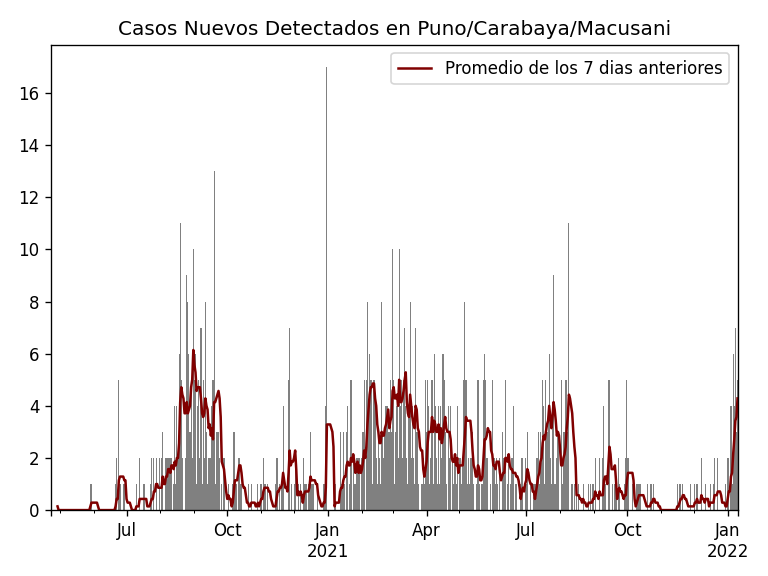 Casos Nuevos Detectados en Puno/Carabaya/Macusani
Promedio de los 7 dias anteriores
16
14
12
10
8
6
4
2
0
Jul
Oct
Jan
2021
Apr
Jul
Oct
Jan
2022